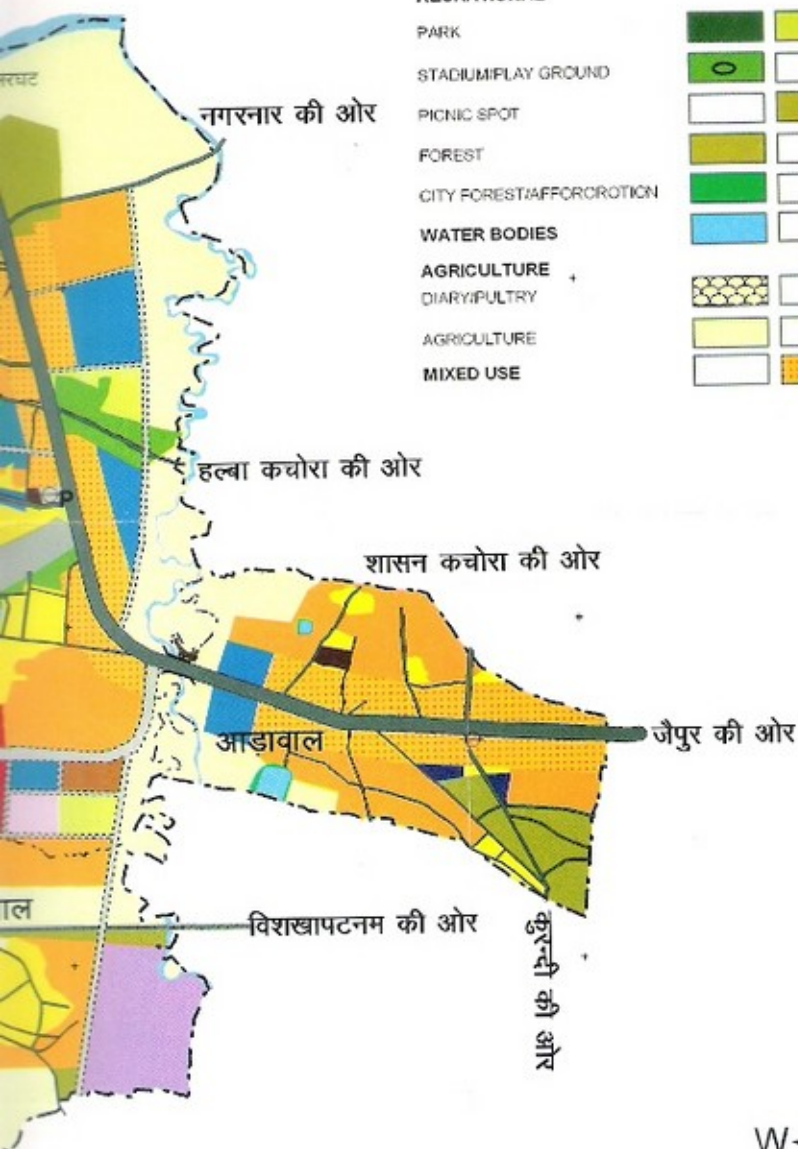 PARK
STADIUM/PLAY GROUND
PICNIC SPOT
FOREST
CITY FOREST/AFFORCROTION
WATER BODIES
AGRICULTURE
DIARY/PULTRY
AGRICULTURE
MIXED USE
नगरनार की ओर
हल्बा कचोरा की ओर
P
शासन कचोरा की ओर
आडावाल
जैपुर की ओर
विशखापटनम की ओर
कुरन्दी की ओर